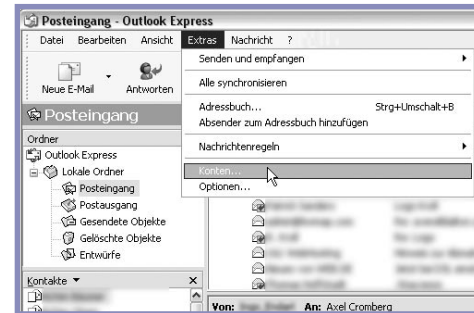 Posteingang - Outlook Express
Datei Bearbeiten Ansicht Extras Nachricht ?
Neue E-Mail Antworten
Senden und empfangen
Alle synchronisieren
Adressbuch... Strg+Umschalt+B
Absender zum Adressbuch hinzufügen
Nachrichtenregeln
Konten...
Optionen...
Posteingang
Ordner
Outlook Express
Lokale Ordner
Posteingang
Postausgang
Gesendete Objekte
Gelöschte Objekte
Entwürfe
Kontakte
Von: An: Axel Cromberg